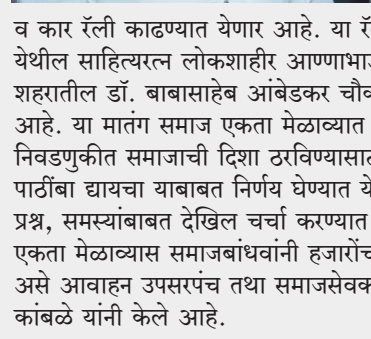 व कार रॅली काढण्यात येणार आहे. या
येथील साहित्यरत्न लोकशाहीर आण्णाभा
शहरातील डॉ. बाबासाहेब आंबेडकर चौ
आहे. या मातंग समाज एकता मेळाव्यात
निवडणुकीत समाजाची दिशा ठरविण्यासा
पाठींबा द्यायचा याबाबत निर्णय घेण्यात ये
प्रश्न, समस्यांबाबत देखिल चर्चा करण्यात
एकता मेळाव्यास समाजबांधवांनी हजारोंच
असे आवाहन उपसरपंच तथा समाजसेवक
कांबळे यांनी केले आहे.